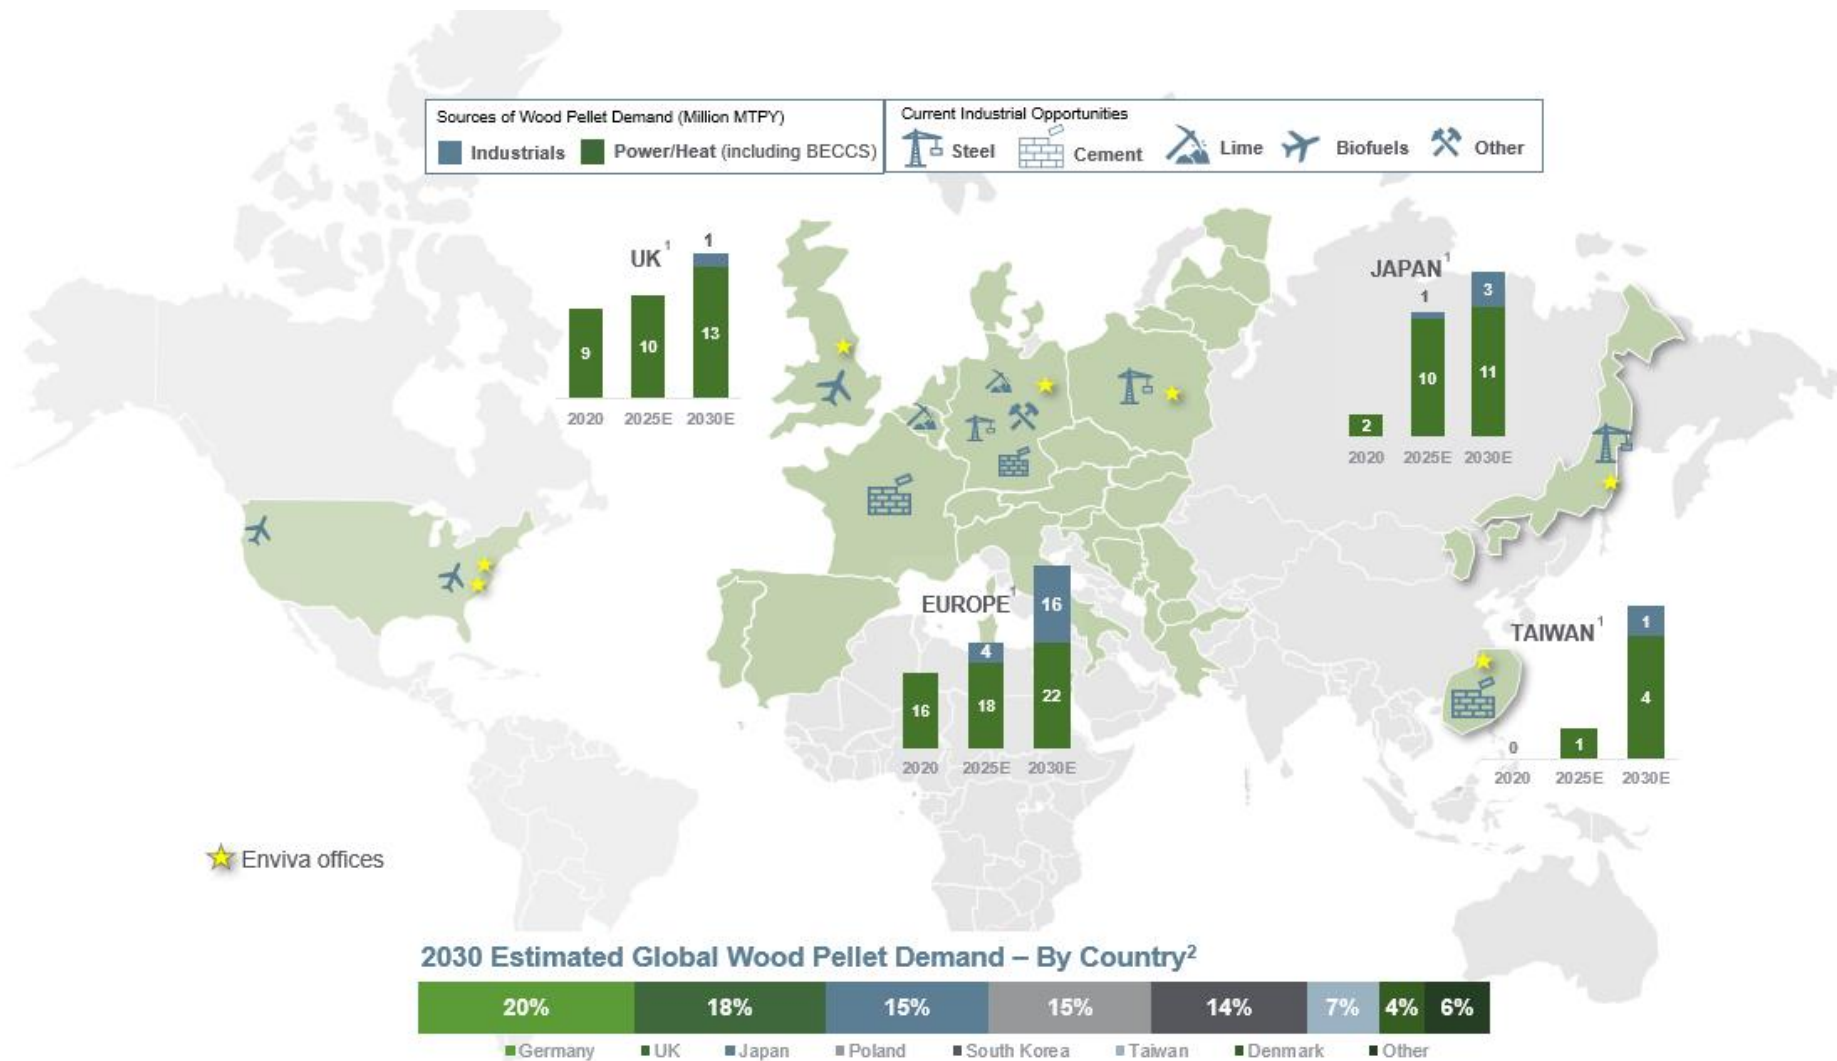 Sources of Wood Pellet Demand (Million MTPY)
Industrials Power/Heat (including BECCS)
Current Industrial Opportunities
Steel Cement Lime Biofuels Other
UK¹
1
9 10 13
2020 2025E 2030E
JAPAN¹
1 3
2 10 11
2020 2025E 2030E
EUROPE¹
4 16
16 18 22
2020 2025E 2030E
TAIWAN¹
1
0 1 4
2020 2025E 2030E
Enviva offices
2030 Estimated Global Wood Pellet Demand – By Country²
20% 18% 15% 15% 14% 7% 4% 6%
Germany UK Japan Poland South Korea Taiwan Denmark Other